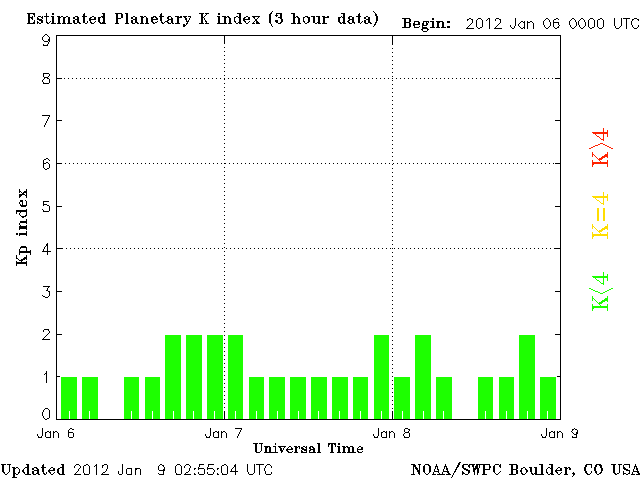 Estimated Planetary K index (3 hour data) Begin: 2012 Jan 06 0000 UTC
9
8
7
6
5
4
3
2
1
0
Kp index
K>4
K=4
K<4
Jan 6 Jan 7 Jan 8 Jan 9
Universal Time
Updated 2012 Jan 9 02:55:04 UTC NOAA/SWPC Boulder, CO USA